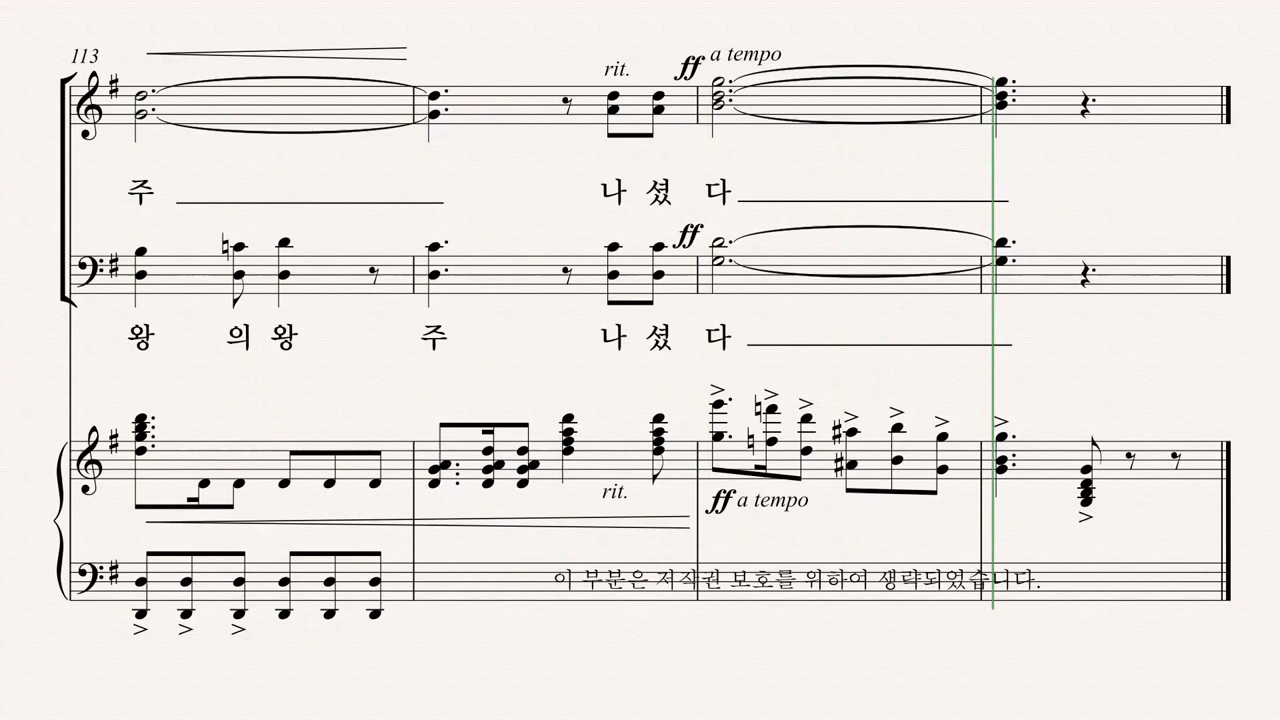 113
rit.
ff a tempo
주 나 셨 다
ff
왕 의 왕 주 나 셨 다
rit.
ff a tempo
이 부분은 저작권 보호를 위하여 생략되었습니다.